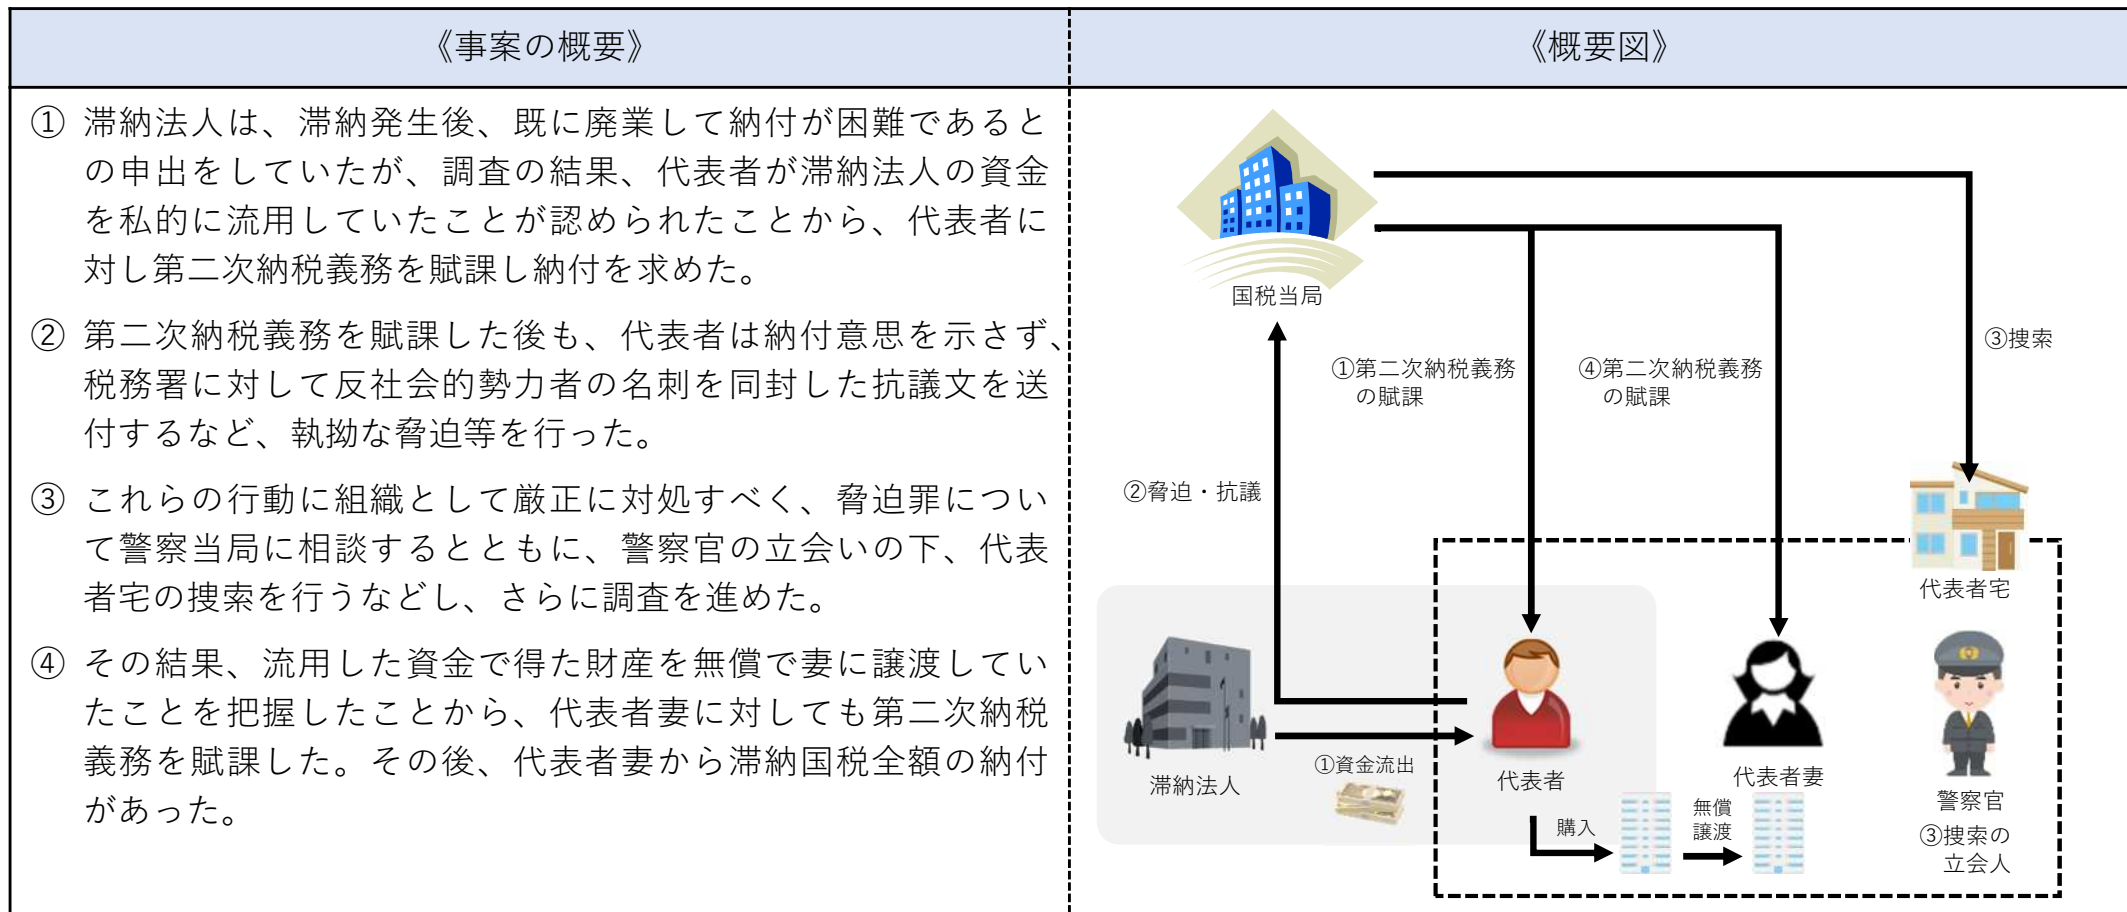 《事案の概要》
① 滞納法人は、滞納発生後、既に廃業して納付が困難であると
の申出をしていたが、調査の結果、代表者が滞納法人の資金
を私的に流用していたことが認められたことから、代表者に
対し第二次納税義務を賦課し納付を求めた。
② 第二次納税義務を賦課した後も、代表者は納付意思を示さず、
税務署に対して反社会的勢力者の名刺を同封した抗議文を送
付するなど、執拗な脅迫等を行った。
③ これらの行動に組織として厳正に対処すべく、脅迫罪につい
て警察当局に相談するとともに、警察官の立会いの下、代表
者宅の捜索を行うなどし、さらに調査を進めた。
④ その結果、流用した資金で得た財産を無償で妻に譲渡してい
たことを把握したことから、代表者妻に対しても第二次納税
義務を賦課した。その後、代表者妻から滞納国税全額の納付
があった。
《概要図》
国税当局
③捜索
①第二次納税義務
の賦課
④第二次納税義務
の賦課
②脅迫・抗議
代表者宅
滞納法人
①資金流出
代表者
代表者妻
警察官
③捜索の
立会人
購入
無償
譲渡